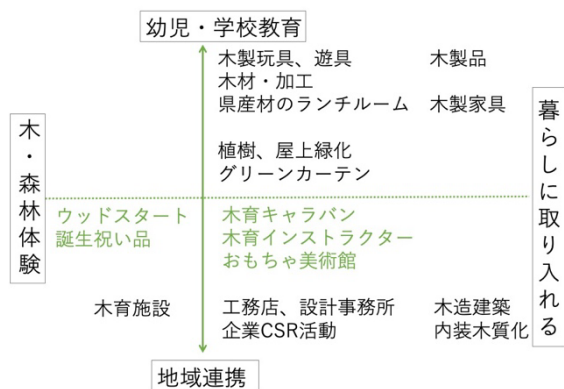 幼児・学校教育
木製玩具、遊具
木製品
木材・加工
県産材のランチルーム
木製家具
植樹、屋上緑化
グリーンカーテン
木・森林体験
暮らしに取り入れる
ウッドスタート
誕生祝い品
木育キャラバン
木育インストラクター
おもちゃ美術館
木育施設
工務店、設計事務所
企業CSR活動
木造建築
内装木質化
地域連携